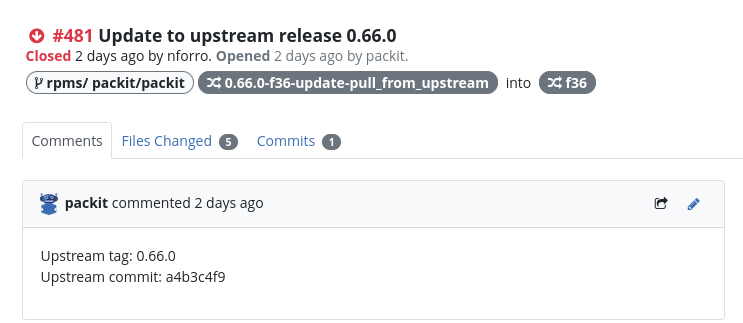 #481 Update to upstream release 0.66.0
Closed 2 days ago by nforro. Opened 2 days ago by packit.
rpms/ packit/packit 0.66.0-f36-update-pull_from_upstream into f36
Comments Files Changed 5 Commits 1
packit commented 2 days ago
Upstream tag: 0.66.0
Upstream commit: a4b3c4f9